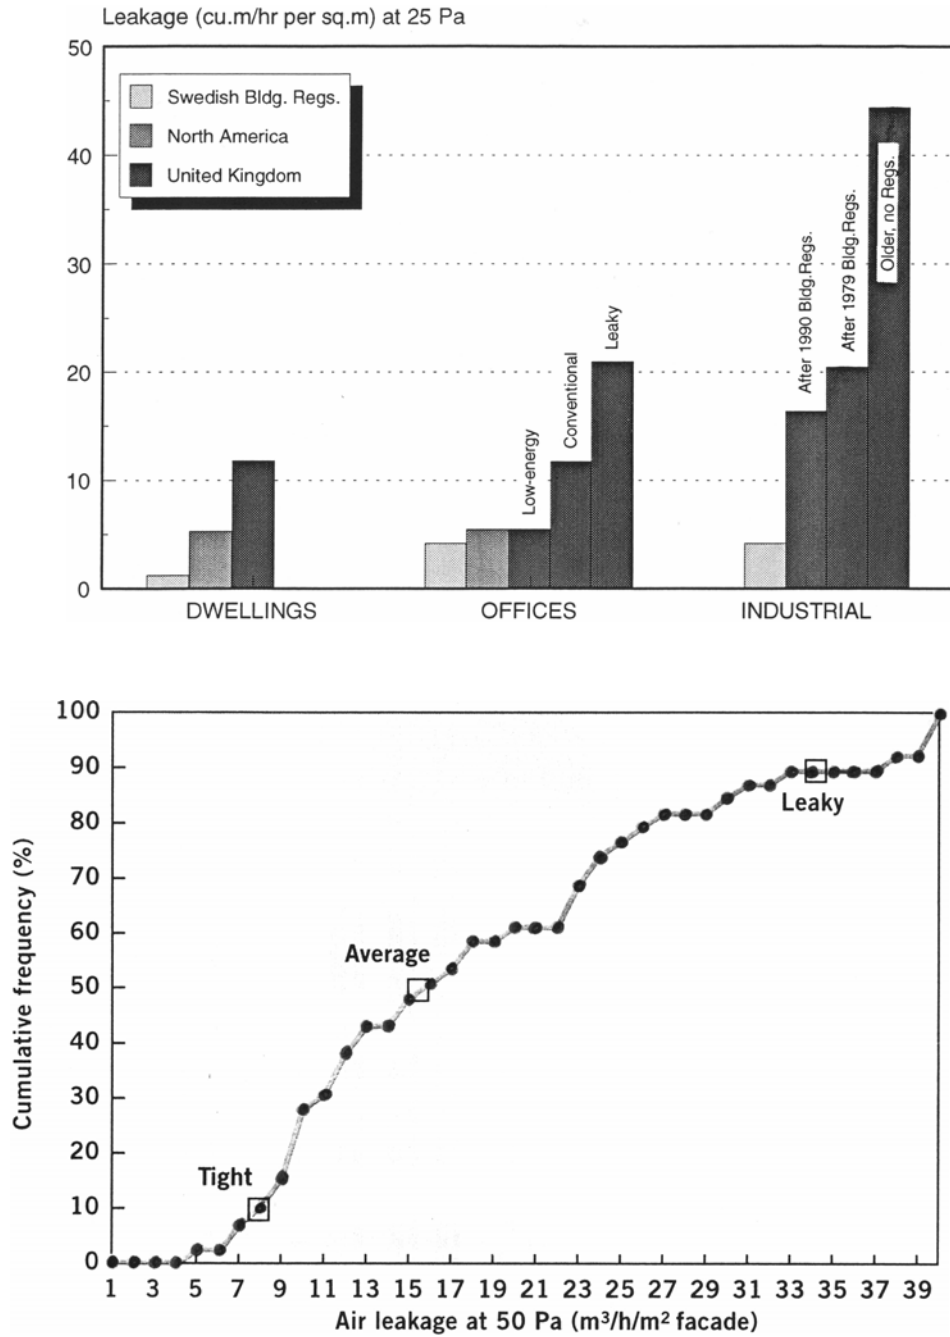 Leakage (cu.m/hr per sq.m) at 25 Pa
50
40
30
20
10
0
Swedish Bldg. Regs.
North America
United Kingdom
Low-energy
Conventional
Leaky
After 1990 Bldg.Regs.
After 1979 Bldg.Regs.
Older, no Regs.
DWELLINGS OFFICES INDUSTRIAL
Cumulative frequency (%)
100
90
80
70
60
50
40
30
20
10
0
Tight
Average
Leaky
1 3 5 7 9 11 13 15 17 19 21 23 25 27 29 31 33 35 37 39
Air leakage at 50 Pa (m³/h/m² facade)